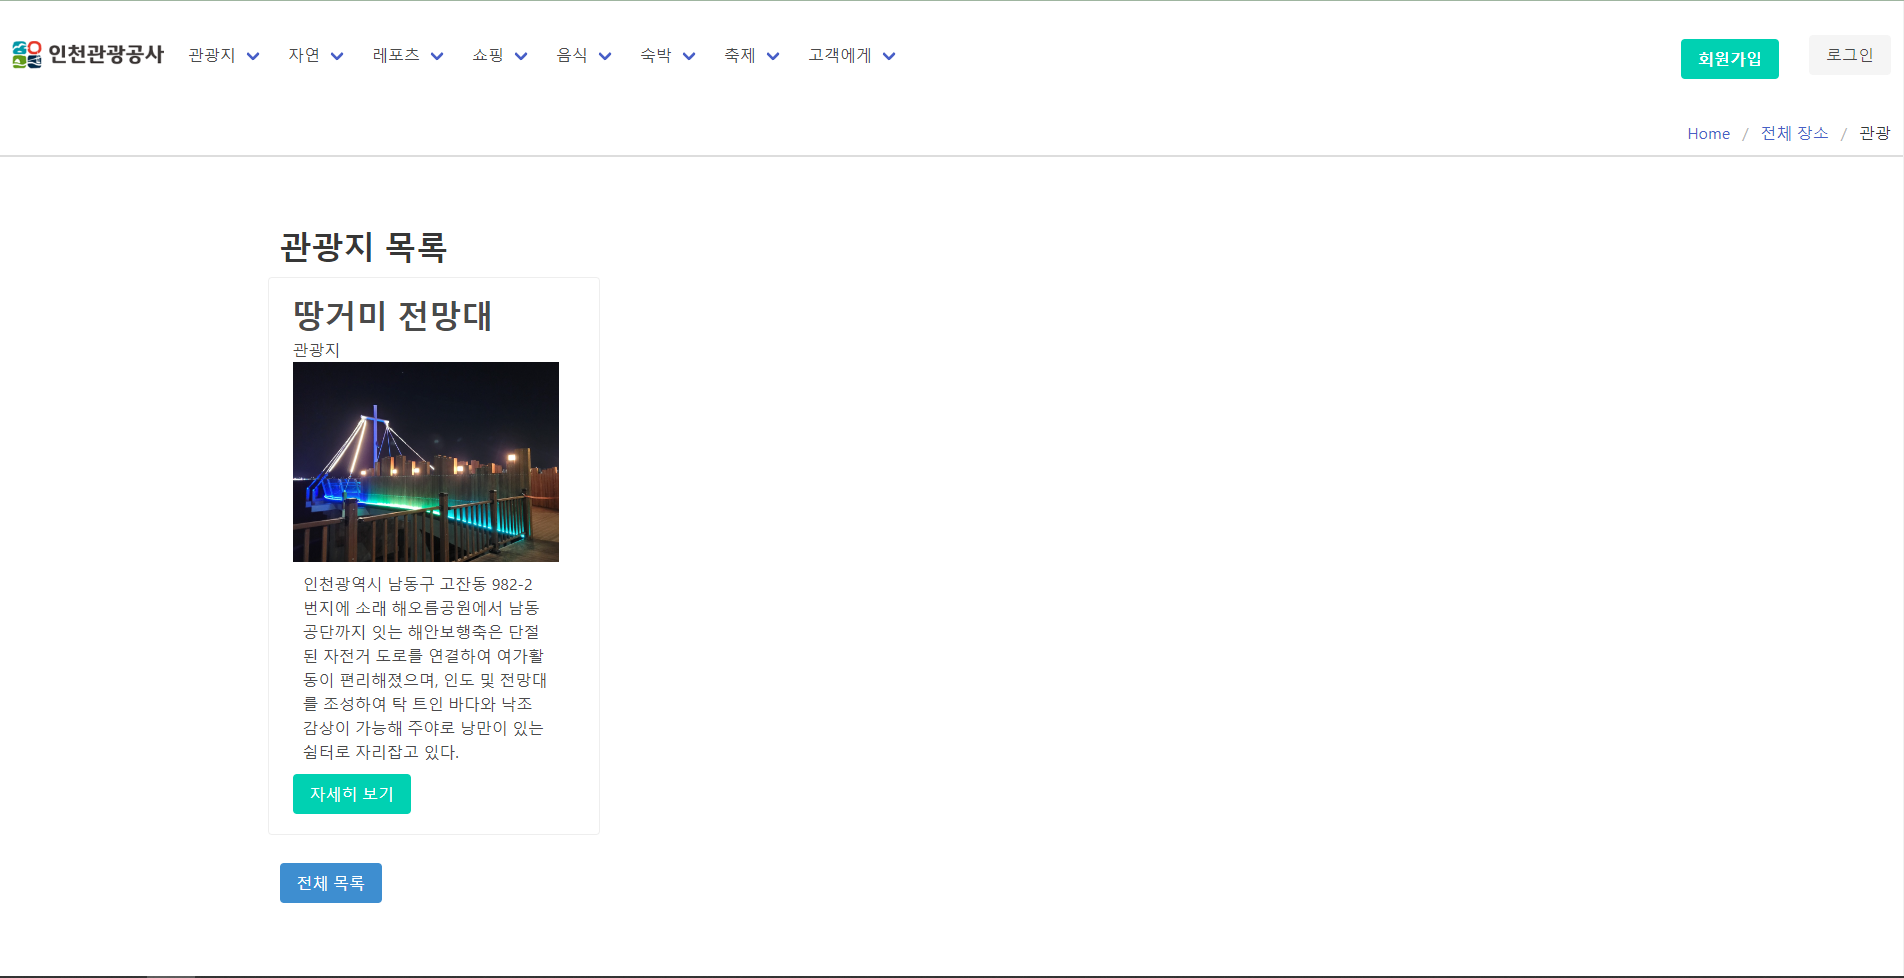 인천관광공사 관광지 자연 레포츠 쇼핑 음식 숙박 축제 고객에게 회원가입 로그인
Home / 전체 장소 / 관광
관광지 목록
땅거미 전망대
관광지
인천광역시 남동구 고잔동 982-2
번지에 소래 해오름공원에서 남동
공단까지 잇는 해안보행축은 단절
된 자전거 도로를 연결하여 여가활
동이 편리해졌으며, 인도 및 전망대
를 조성하여 탁 트인 바다와 낙조
감상이 가능해 주야로 낭만이 있는
쉼터로 자리잡고 있다.
자세히 보기
전체 목록